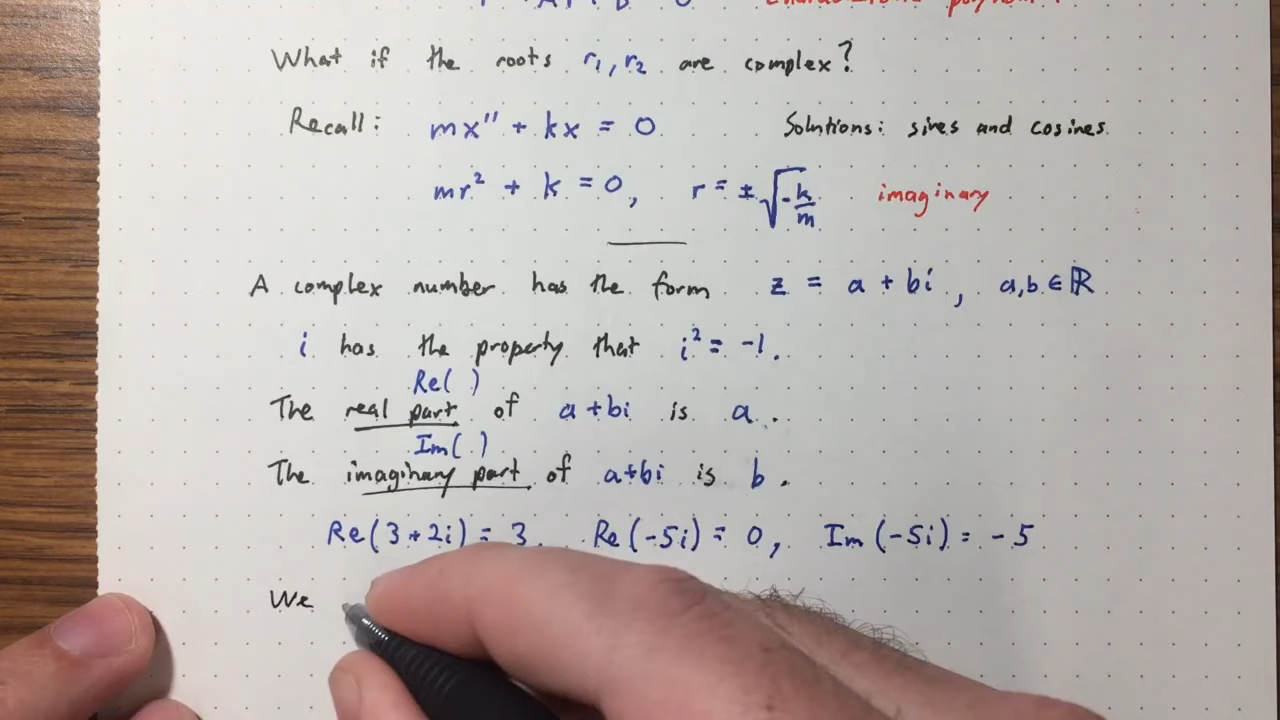 What if the roots r₁, r₂ are complex?
Recall: mx'' + kx = 0 Solutions: sines and cosines
mr² + k = 0, r = ±√(-k/m) imaginary
A complex number has the form z = a + bi, a,b ∈ ℝ
i has the property that i² = -1.
Re( )
The real part of a+bi is a.
Im( )
The imaginary part of a+bi is b.
Re(3+2i) = 3 Re(-5i) = 0, Im(-5i) = -5
We